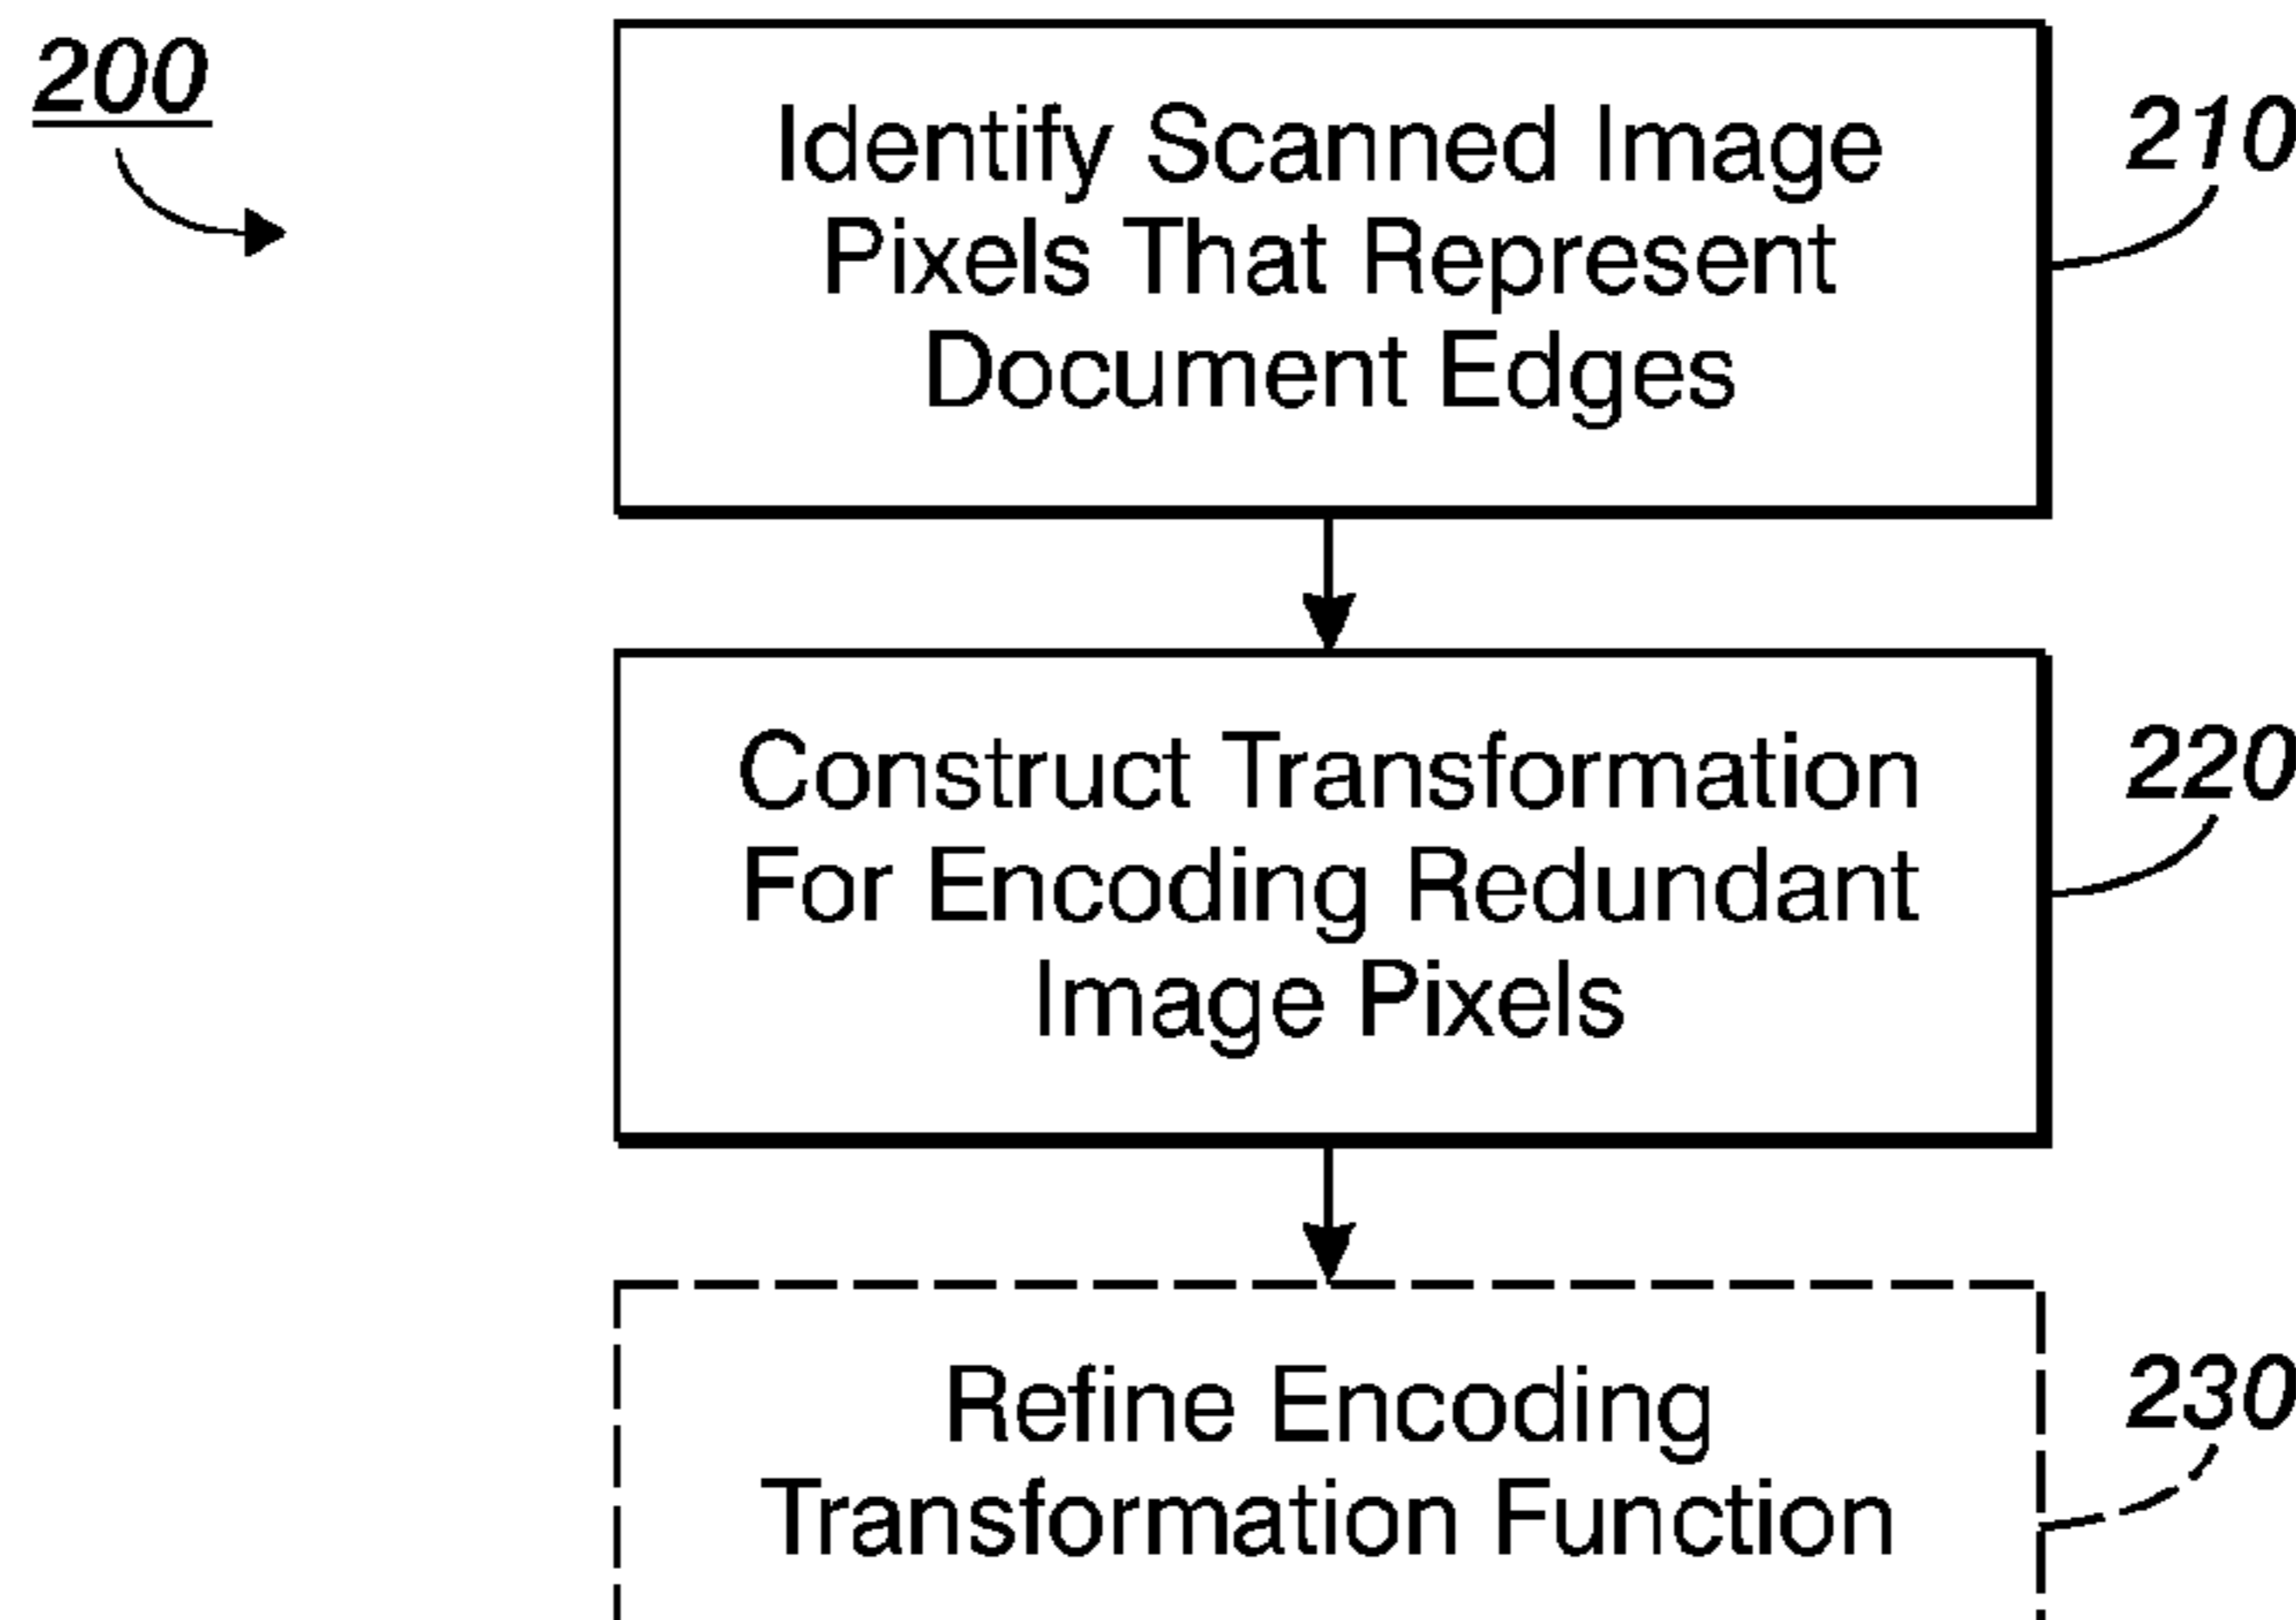 200
Identify Scanned Image
Pixels That Represent
Document Edges
210
Construct Transformation
For Encoding Redundant
Image Pixels
220
Refine Encoding
Transformation Function
230